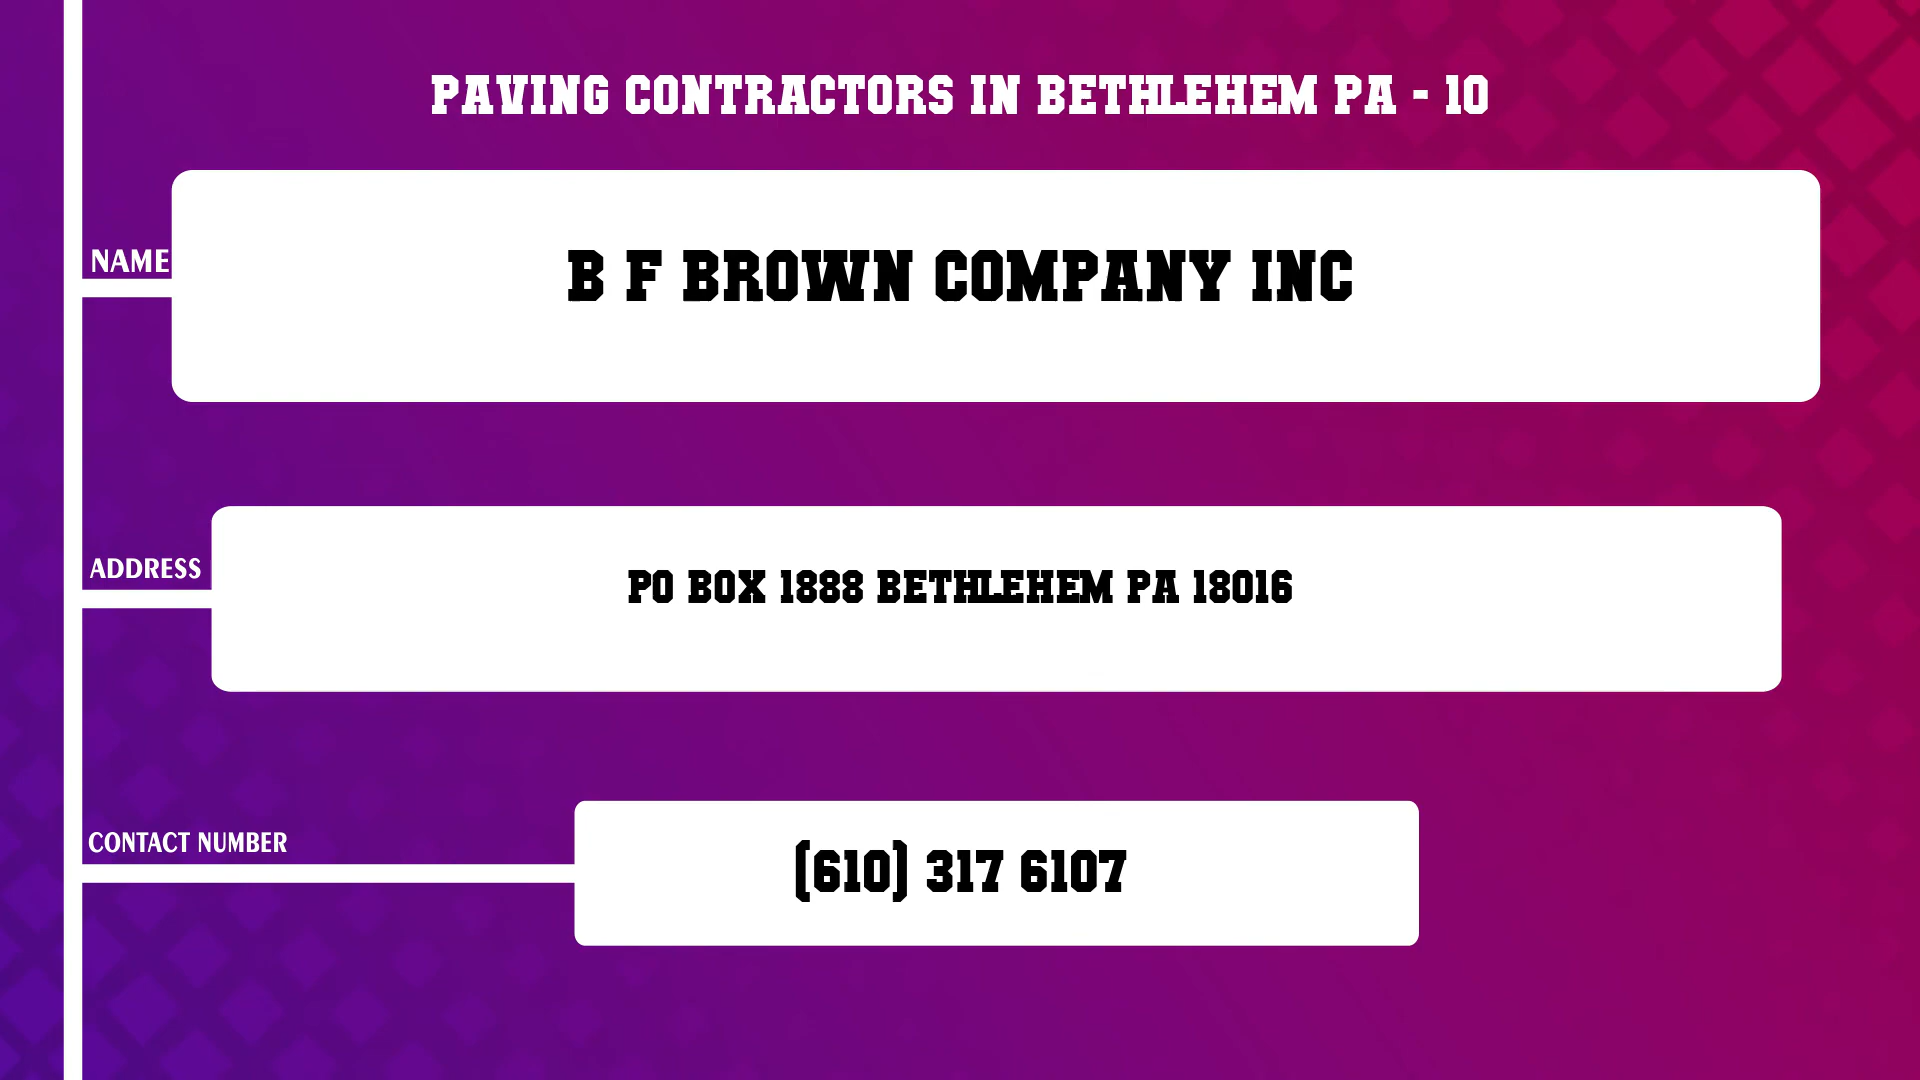 PAVING CONTRACTORS IN BETHLEHEM PA - 10
NAME
B F BROWN COMPANY INC
ADDRESS
PO BOX 1888 BETHLEHEM PA 18016
CONTACT NUMBER
(610) 317 6107